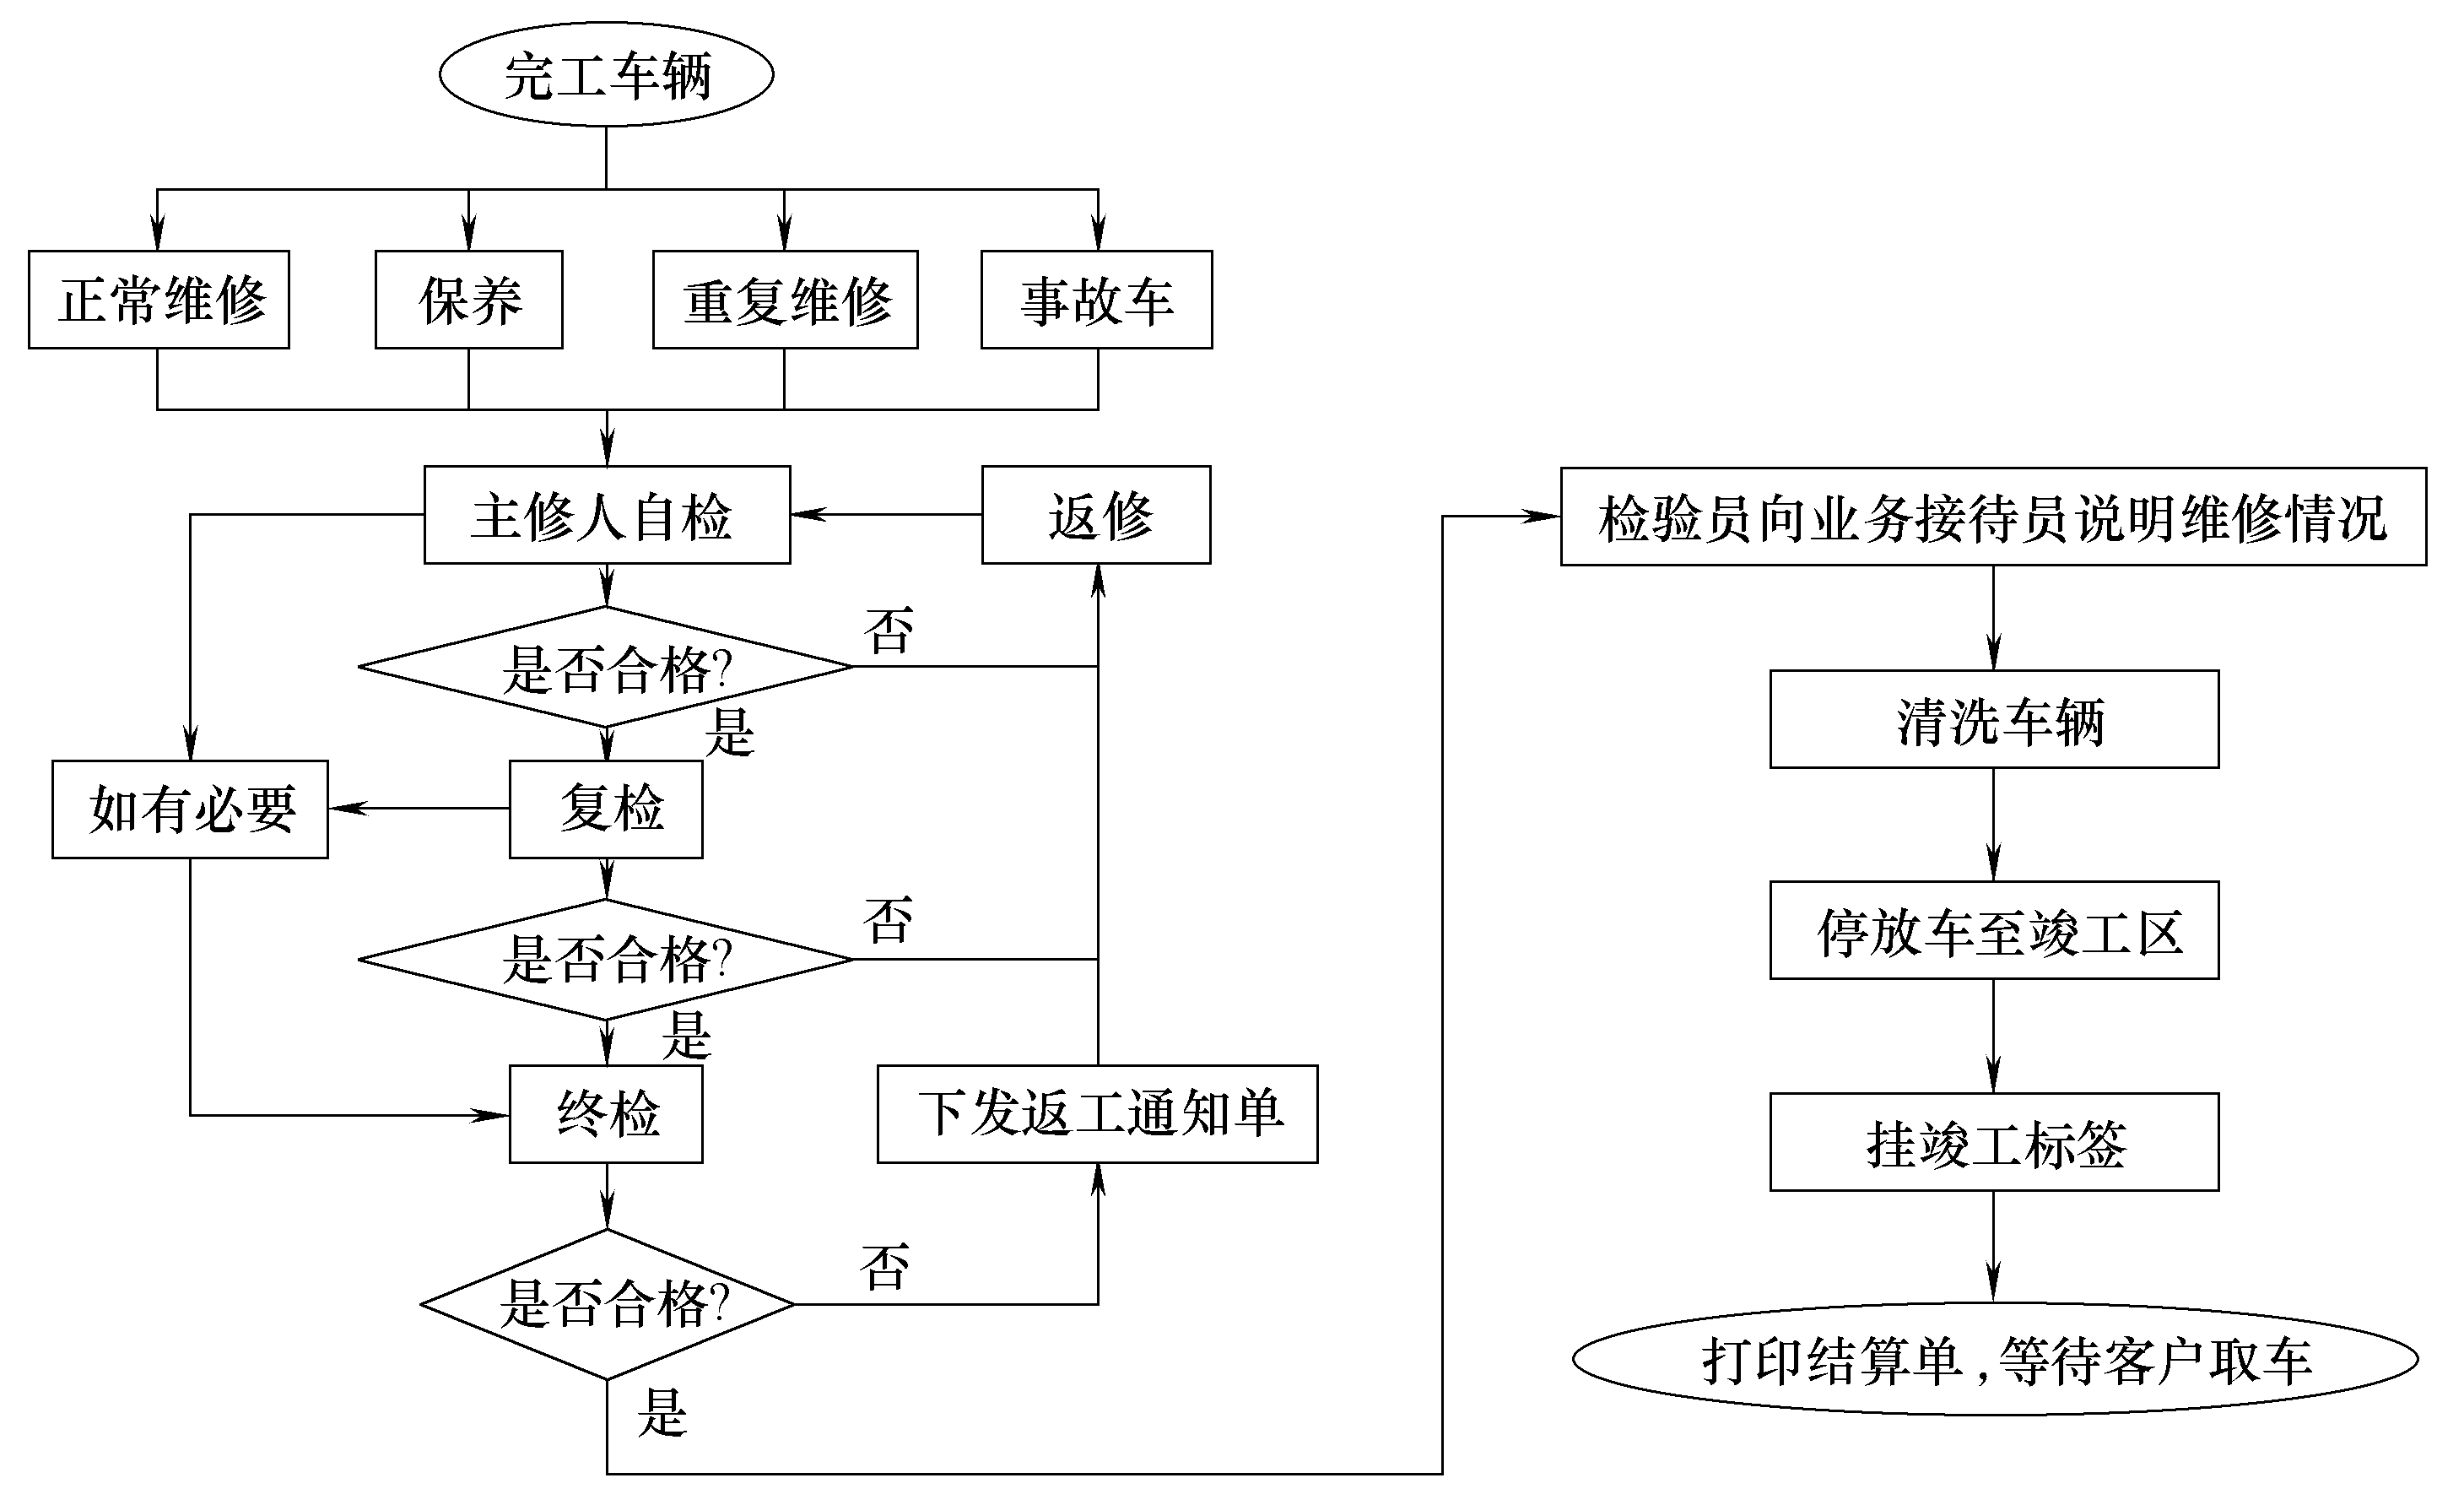 完工车辆
正常维修
保养
重复维修
事故车
主修人自检
返修
是否合格?
否
是
如有必要
复检
是否合格?
否
是
终检
下发返工通知单
是否合格?
否
是
检验员向业务接待员说明维修情况
清洗车辆
停放车至竣工区
挂竣工标签
打印结算单,等待客户取车